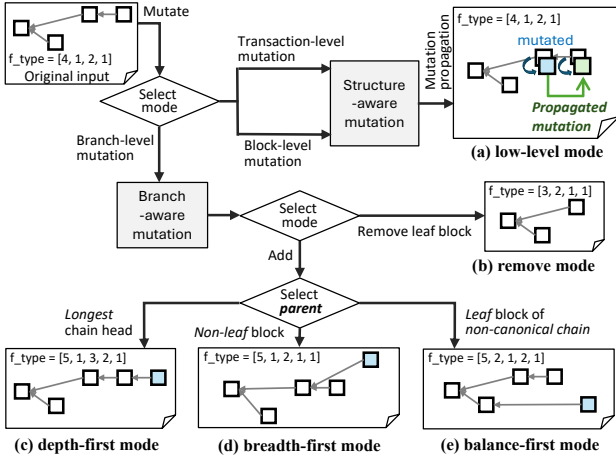 Mutate
f_type = [4, 1, 2, 1]
Original input
Select
mode
Transaction-level
mutation
Block-level
mutation
Structure
-aware
mutation
Mutation
propagation
f_type = [4, 1, 2, 1]
mutated
Propagated
mutation
(a) low-level mode
Branch-level
mutation
Branch
-aware
mutation
Select
mode
Remove leaf block
f_type = [3, 2, 1, 1]
(b) remove mode
Add
Select
parent
Longest
chain head
Non-leaf block
Leaf block of
non-canonical chain
f_type = [5, 1, 3, 2, 1]
(c) depth-first mode
f_type = [5, 1, 2, 1, 1]
(d) breadth-first mode
f_type = [5, 2, 1, 2, 1]
(e) balance-first mode